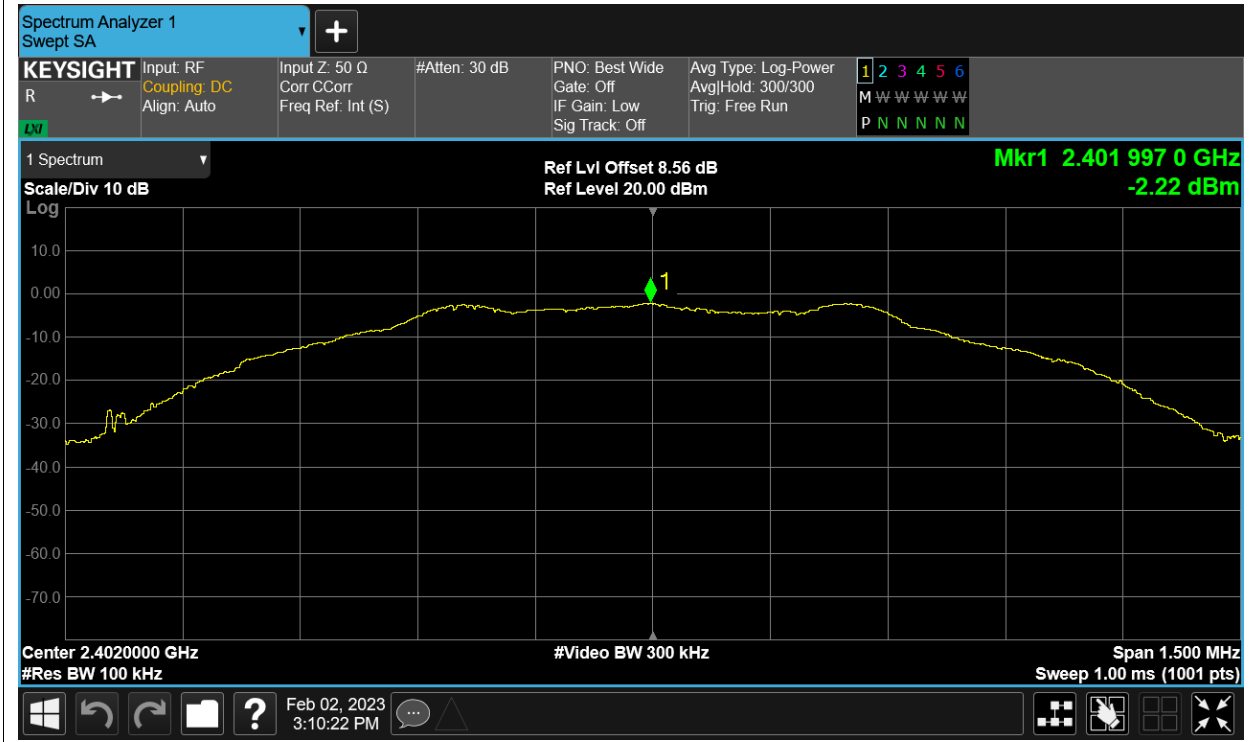 Spectrum Analyzer 1
Swept SA
KEYSIGHT
R
LXI
Input: RF
Coupling: DC
Align: Auto
Input Z: 50 Ω
Corr CCorr
Freq Ref: Int (S)
#Atten: 30 dB
PNO: Best Wide
Gate: Off
IF Gain: Low
Sig Track: Off
Avg Type: Log-Power
Avg|Hold: 300/300
Trig: Free Run
1 2 3 4 5 6
M W W W W W
P N N N N N
1 Spectrum
Scale/Div 10 dB
Log
Ref Lvl Offset 8.56 dB
Ref Level 20.00 dBm
Mkr1 2.401 997 0 GHz
-2.22 dBm
10.0
0.00
-10.0
-20.0
-30.0
-40.0
-50.0
-60.0
-70.0
1
Center 2.4020000 GHz
#Res BW 100 kHz
#Video BW 300 kHz
Span 1.500 MHz
Sweep 1.00 ms (1001 pts)
?
Feb 02, 2023
3:10:22 PM